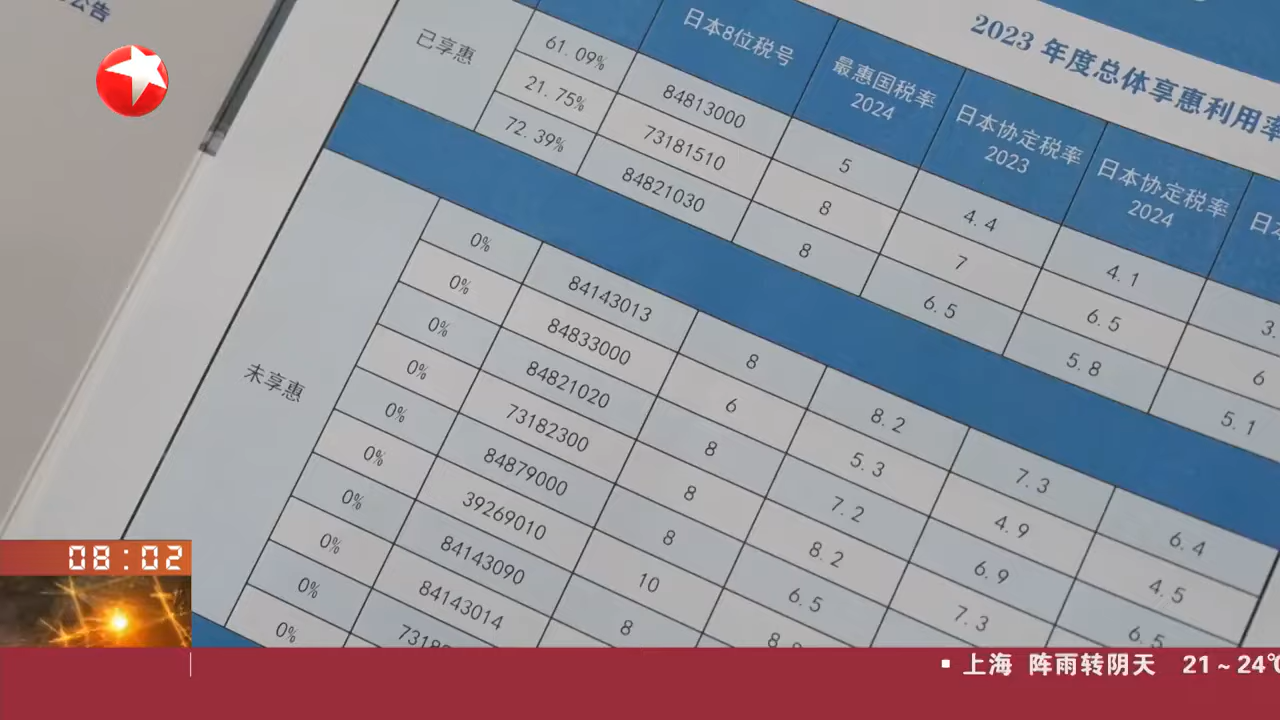 公告
2023 年度总体享惠利用率
日本8位税号 最惠国税率 2024 日本协定税率 2023 日本协定税率 2024 日
已享惠
61.09% 84813000 5 4.4 4.1 3.
21.75% 73181510 8 7 6.5 6
72.39% 84821030 8 6.5 5.8 5.1
未享惠
0% 84143013 8 8.2 7.3 6.4
0% 84833000 6 5.3 4.9 4.5
0% 84821020 8 7.2 6.9 6.5
0% 73182300 8 8.2 7.3
0% 84879000 8 6.5
0% 39269010 10 8.
0% 84143090 8
0% 84143014
0% 7318
0%
08:02
上海 阵雨转阴天 21~24℃